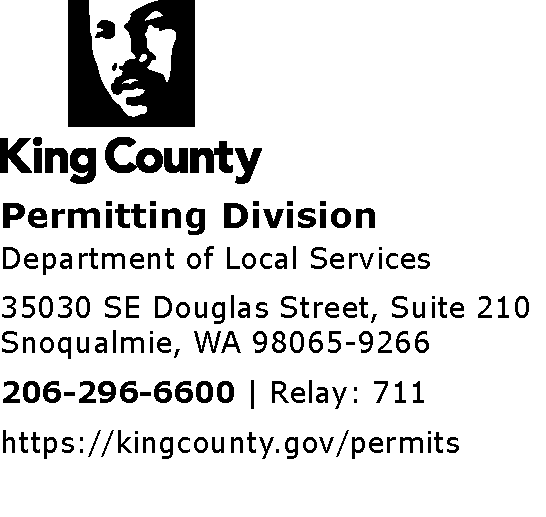 King County
Permitting Division
Department of Local Services
35030 SE Douglas Street, Suite 210
Snoqualmie, WA 98065-9266
206-296-6600 | Relay: 711
https://kingcounty.gov/permits